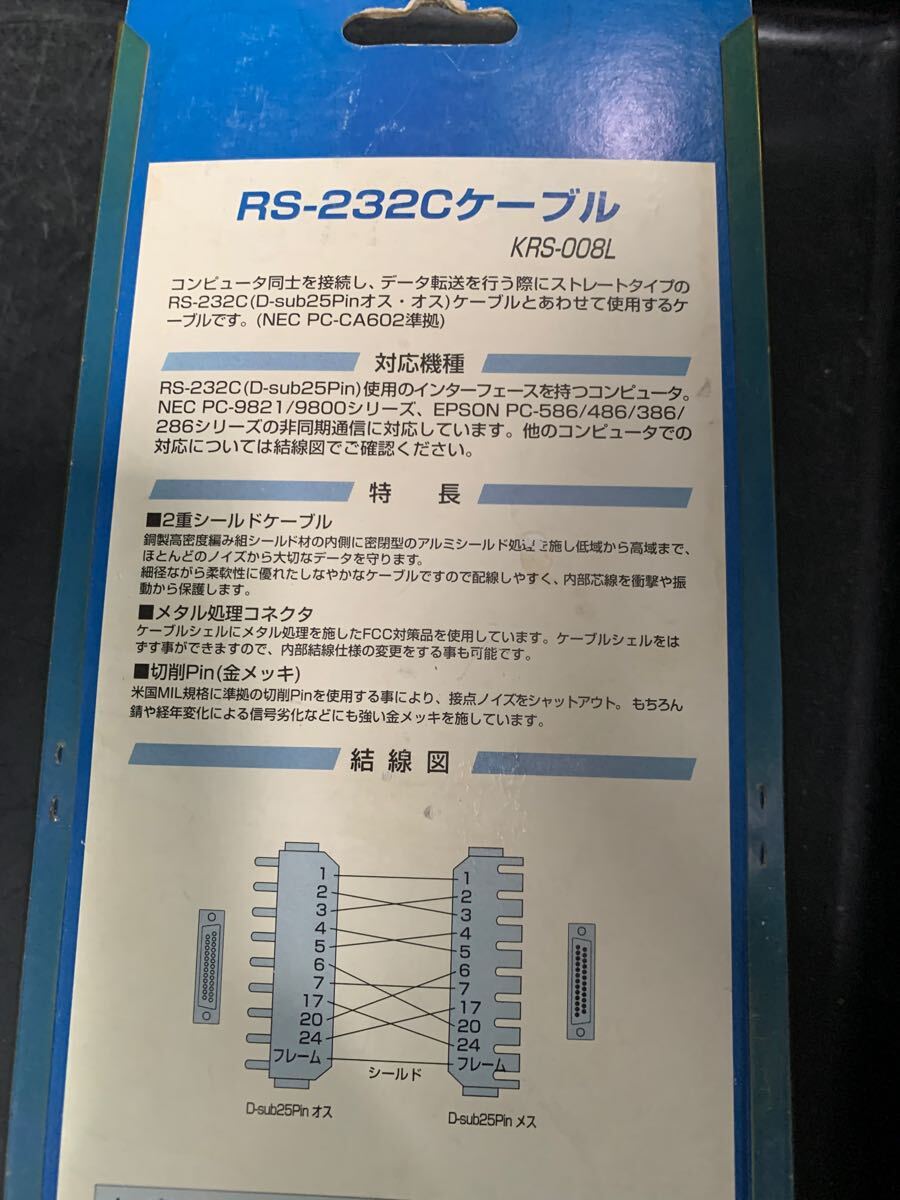 RS-232Cケーブル
KRS-008L
コンピュータ同士を接続し、データ転送を行う際にストレートタイプの
RS-232C(D-sub25Pinオス・オス)ケーブルとあわせて使用するケ
ーブルです。(NEC PC-CA602準拠)
対応機種
RS-232C(D-sub25Pin)使用のインターフェースを持つコンピュータ。
NEC PC-9821/9800シリーズ、EPSON PC-586/486/386/
286シリーズの非同期通信に対応しています。他のコンピュータでの
対応については結線図でご確認ください。
特 長
■2重シールドケーブル
銅製高密度編み組シールド材の内側に密閉型のアルミシールド処理を施し低域から高域まで、
ほとんどのノイズから大切なデータを守ります。
細径ながら柔軟性に優れたしなやかなケーブルですので配線しやすく、内部芯線を衝撃や振
動から保護します。
■メタル処理コネクタ
ケーブルシェルにメタル処理を施したFCC対策品を使用しています。ケーブルシェルをは
ずす事ができますので、内部結線仕様の変更をする事も可能です。
■切削Pin(金メッキ)
米国MIL規格に準拠の切削Pinを使用する事により、接点ノイズをシャットアウト。もちろん
錆や経年変化による信号劣化などにも強い金メッキを施しています。
結線図
1 1
2 2
3 3
4 4
5 5
6 6
7 7
17 17
20 20
24 24
フレーム フレーム
シールド
D-sub25Pin オス
D-sub25Pin メス